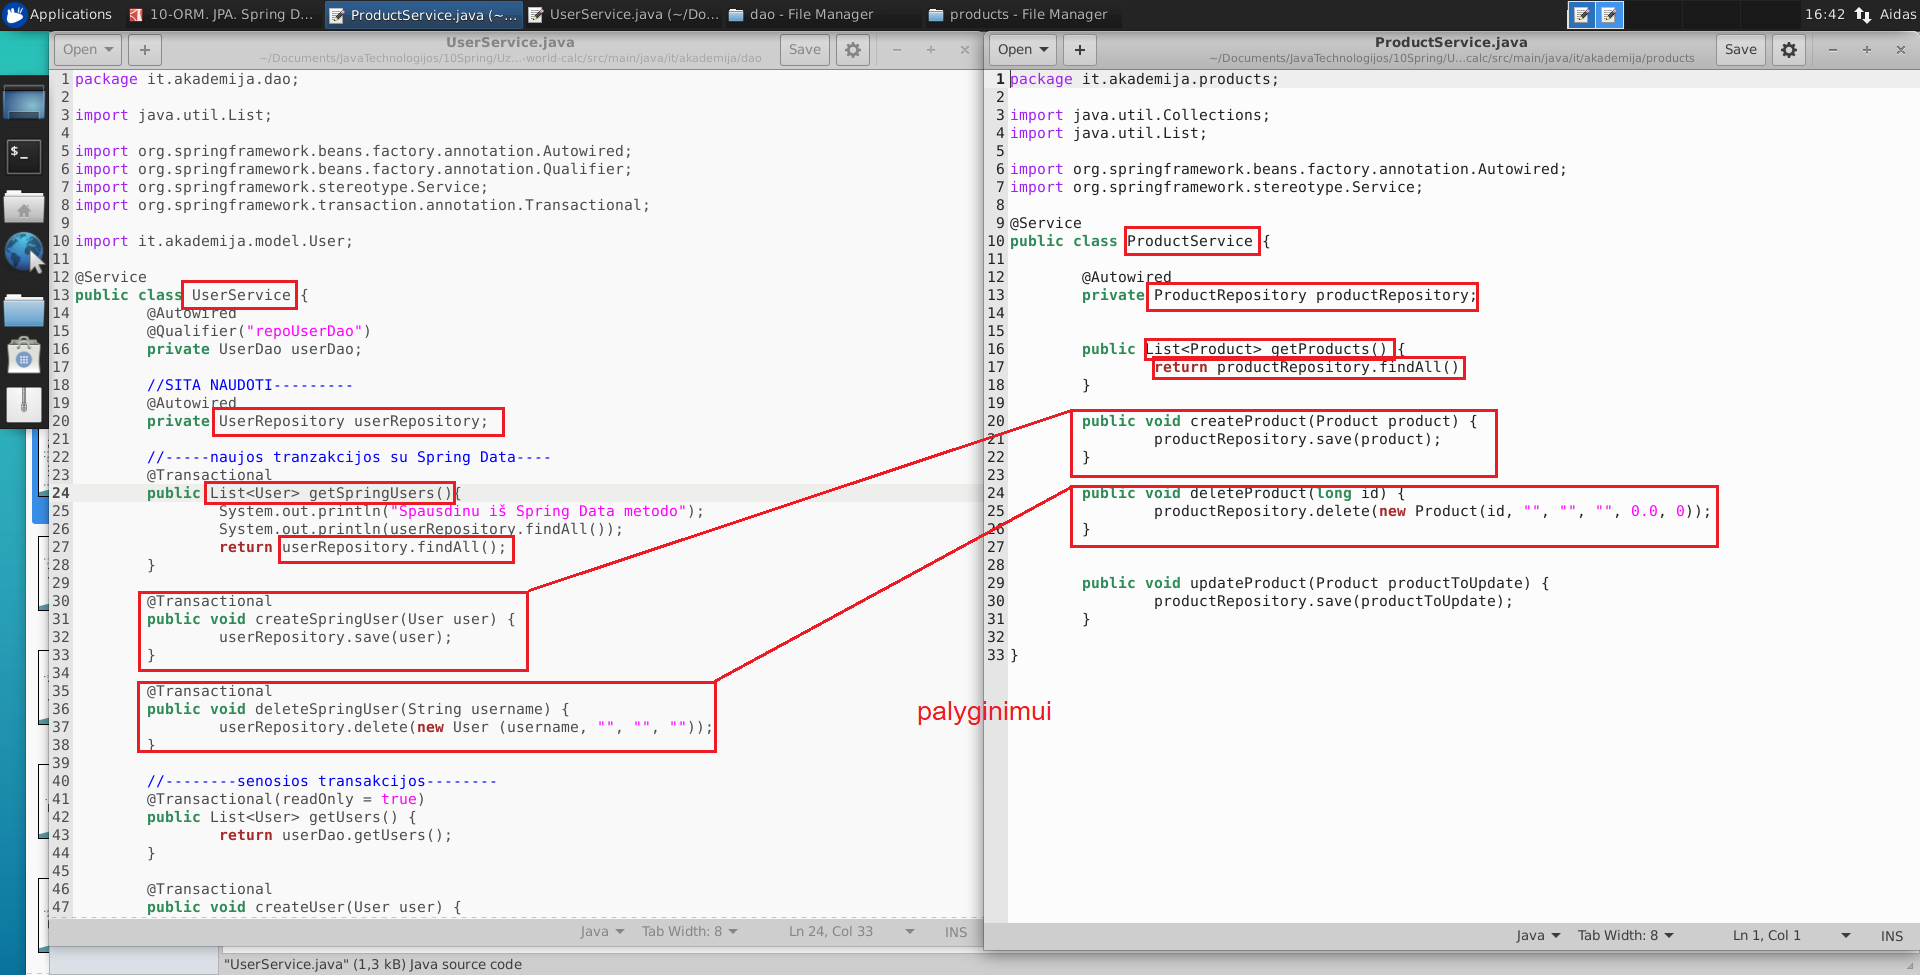 Applications
10-ORM. JPA. Spring D...
ProductService.java (~...
UserService.java (~/Do...
dao - File Manager
products - File Manager
16:42
Aidas
Open
UserService.java
~/Documents/JavaTechnologijos/10Spring/Uz...-world-calc/src/main/java/it/akademija/dao
Save
1 package it.akademija.dao;
2
3 import java.util.List;
4
5 import org.springframework.beans.factory.annotation.Autowired;
6 import org.springframework.beans.factory.annotation.Qualifier;
7 import org.springframework.stereotype.Service;
8 import org.springframework.transaction.annotation.Transactional;
9
10 import it.akademija.model.User;
11
12 @Service
13 public class UserService {
14 @Autowired
15 @Qualifier("repoUserDao")
16 private UserDao userDao;
17
18 //SITA NAUDOTI---------
19 @Autowired
20 private UserRepository userRepository;
21
22 //-----naujos tranzakcijos su Spring Data----
23 @Transactional
24 public List<User> getSpringUsers(){
25 System.out.println("Spausdinu iš Spring Data metodo");
26 System.out.println(userRepository.findAll());
27 return userRepository.findAll();
28 }
29
30 @Transactional
31 public void createSpringUser(User user) {
32 userRepository.save(user);
33 }
34
35 @Transactional
36 public void deleteSpringUser(String username) {
37 userRepository.delete(new User (username, "", "", ""));
38 }
39
40 //--------senosios transakcijos--------
41 @Transactional(readOnly = true)
42 public List<User> getUsers() {
43 return userDao.getUsers();
44 }
45
46 @Transactional
47 public void createUser(User user) {
Java Tab Width: 8 Ln 24, Col 33 INS
"UserService.java" (1,3 kB) Java source code
Open
ProductService.java
~/Documents/JavaTechnologijos/10Spring/U...calc/src/main/java/it/akademija/products
Save
1 package it.akademija.products;
2
3 import java.util.Collections;
4 import java.util.List;
5
6 import org.springframework.beans.factory.annotation.Autowired;
7 import org.springframework.stereotype.Service;
8
9 @Service
10 public class ProductService {
11
12 @Autowired
13 private ProductRepository productRepository;
14
15
16 public List<Product> getProducts() {
17 return productRepository.findAll()
18 }
19
20 public void createProduct(Product product) {
21 productRepository.save(product);
22 }
23
24 public void deleteProduct(long id) {
25 productRepository.delete(new Product(id, "", "", "", 0.0, 0));
26 }
27
28
29 public void updateProduct(Product productToUpdate) {
30 productRepository.save(productToUpdate);
31 }
32
33 }
palyginimui
Java Tab Width: 8 Ln 1, Col 1 INS